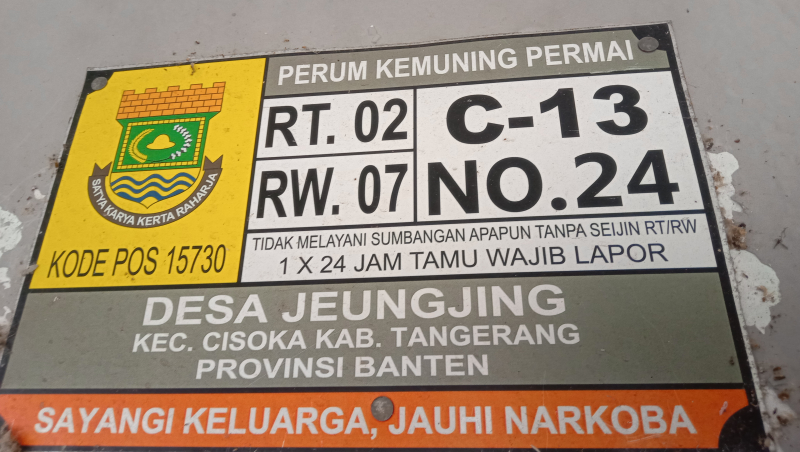 PERUM KEMUNING PERMAI
RT. 02
RW. 07
C-13
NO.24
SATYA KARYA KERTA RAHARJA
KODE POS 15730
TIDAK MELAYANI SUMBANGAN APAPUN TANPA SEIJIN RT/RW
1 X 24 JAM TAMU WAJIB LAPOR
DESA JEUNGJING
KEC. CISOKA KAB. TANGERANG
PROVINSI BANTEN
SAYANGI KELUARGA, JAUHI NARKOBA